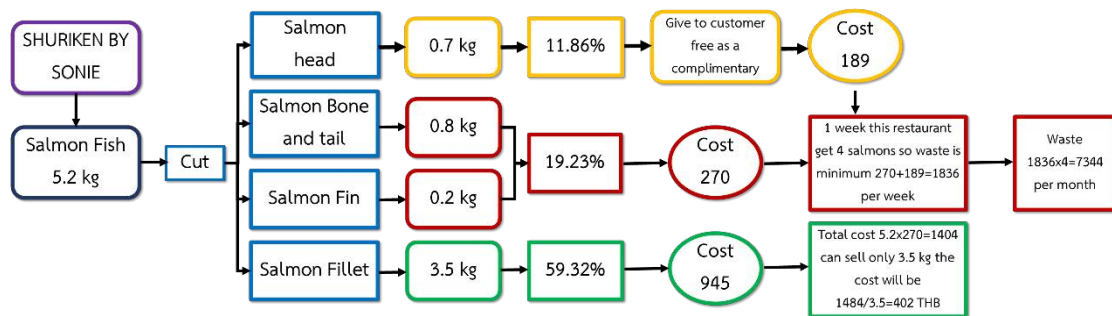 SHURIKEN BY
SONIE
Salmon Fish
5.2 kg
Cut
Salmon
head
0.7 kg
11.86%
Give to customer
free as a
complimentary
Cost
189
Salmon Bone
and tail
0.8 kg
Salmon Fin
0.2 kg
19.23%
Cost
270
1 week this restaurant
get 4 salmons so waste is
minimum 270+189=1836
per week
Waste
1836x4=7344
per month
Salmon Fillet
3.5 kg
59.32%
Cost
945
Total cost 5.2x270=1404
can sell only 3.5 kg the
cost will be
1484/3.5=402 THB